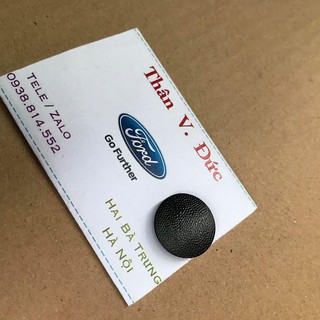 Thân V. Đức
Ford
Go Further
TELE / ZALO
0938.814.552
HAI BÀ TRƯNG
HÀ NỘI